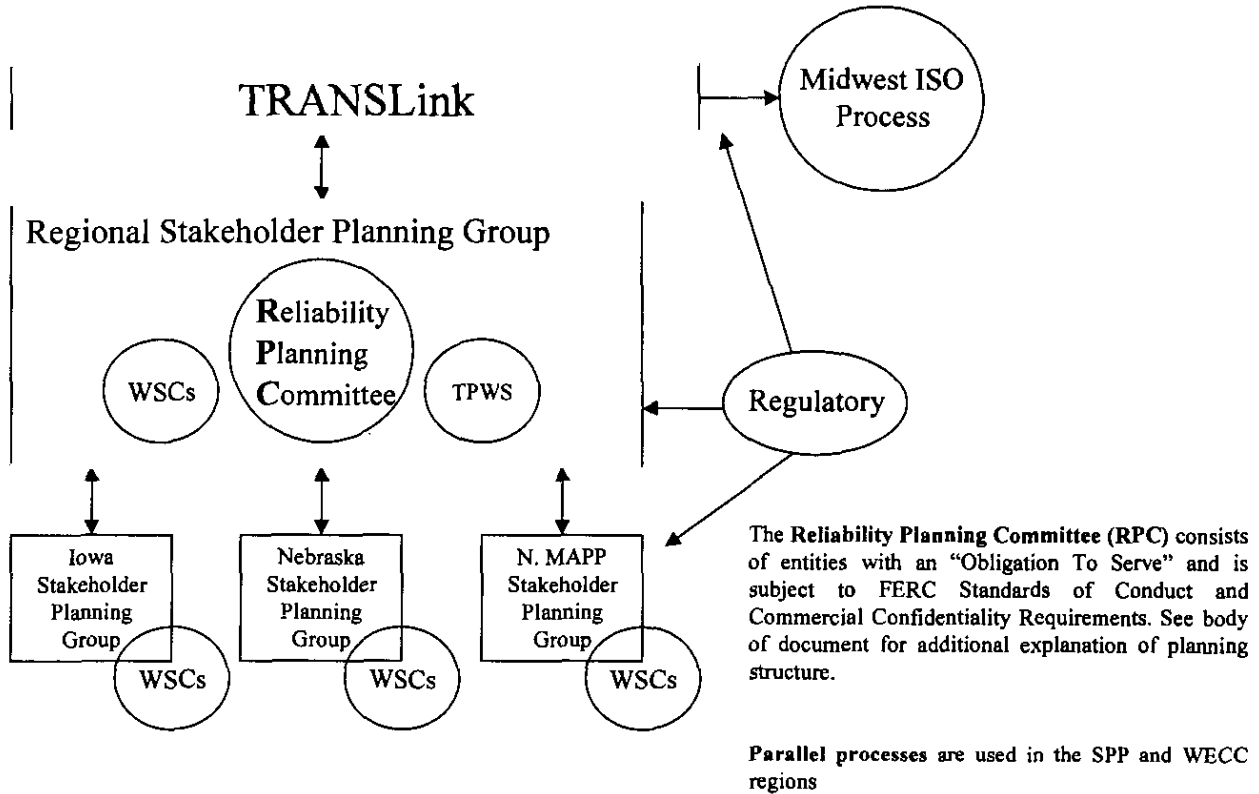 TRANSLink
Midwest ISO
Process
Regional Stakeholder Planning Group
Reliability
Planning
Committee
WSCs
TPWS
Regulatory
Iowa
Stakeholder
Planning
Group
WSCs
Nebraska
Stakeholder
Planning
Group
WSCs
N. MAPP
Stakeholder
Planning
Group
WSCs
The Reliability Planning Committee (RPC) consists
of entities with an “Obligation To Serve” and is
subject to FERC Standards of Conduct and
Commercial Confidentiality Requirements. See body
of document for additional explanation of planning
structure.
Parallel processes are used in the SPP and WECC
regions